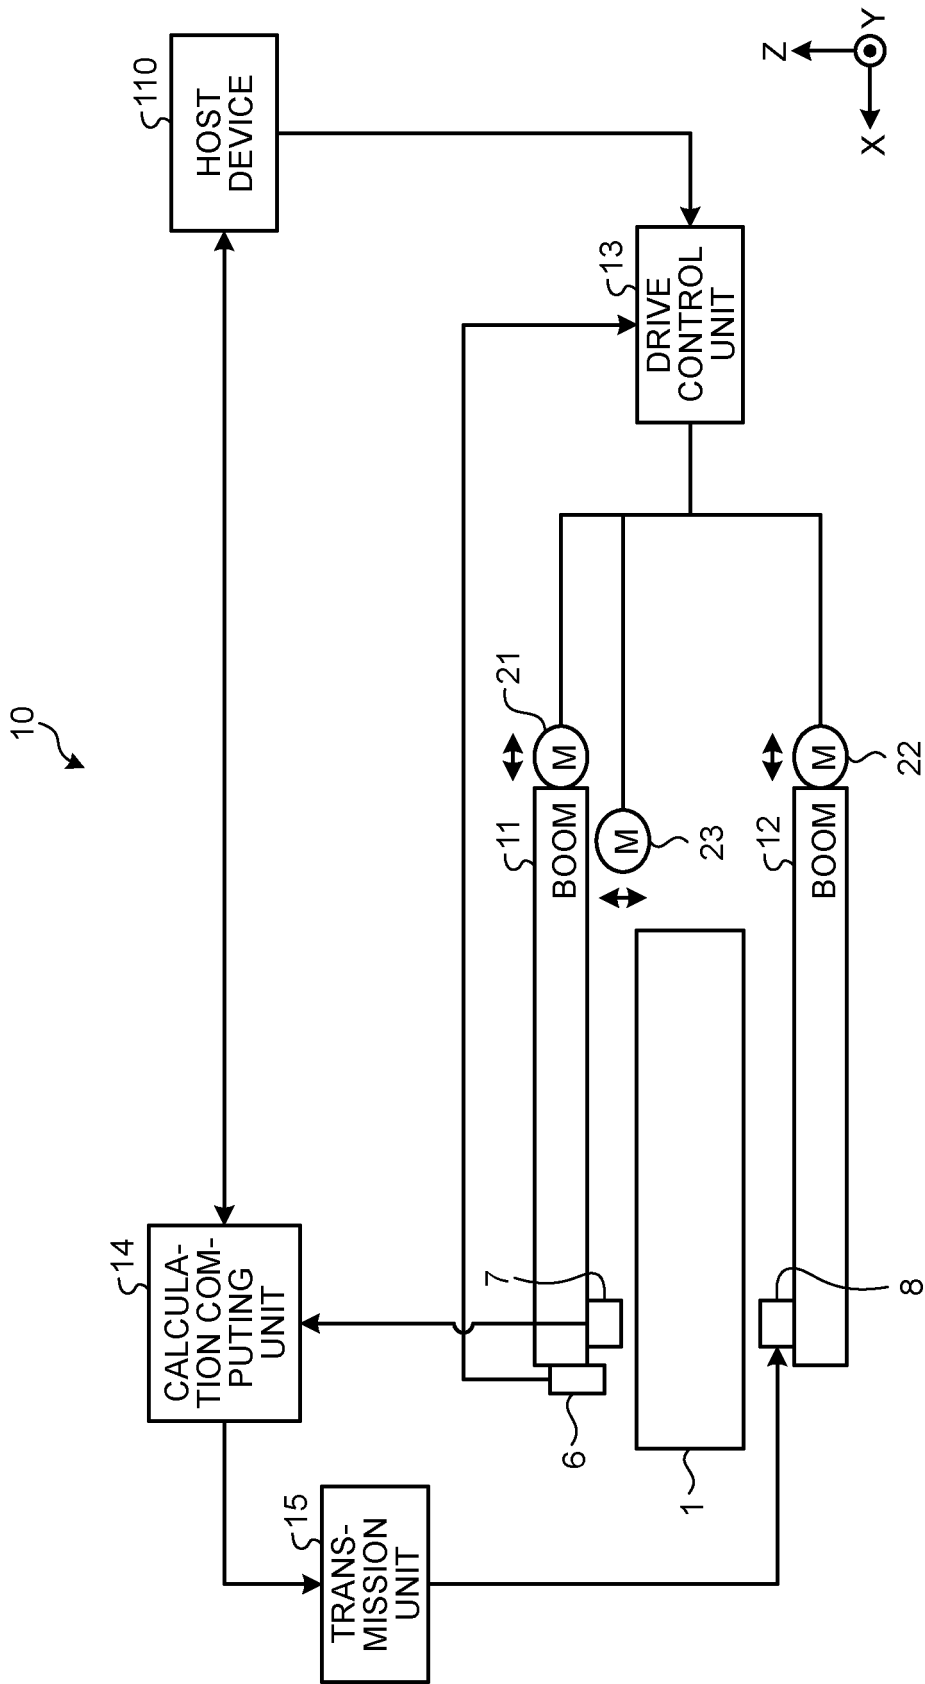 10
110
HOST
DEVICE
14
CALCULA-
TION COM-
PUTING
UNIT
15
TRANS-
MISSION
UNIT
13
DRIVE
CONTROL
UNIT
6
7
11
BOOM
M
21
M
23
1
8
12
BOOM
M
22
Z
X
Y